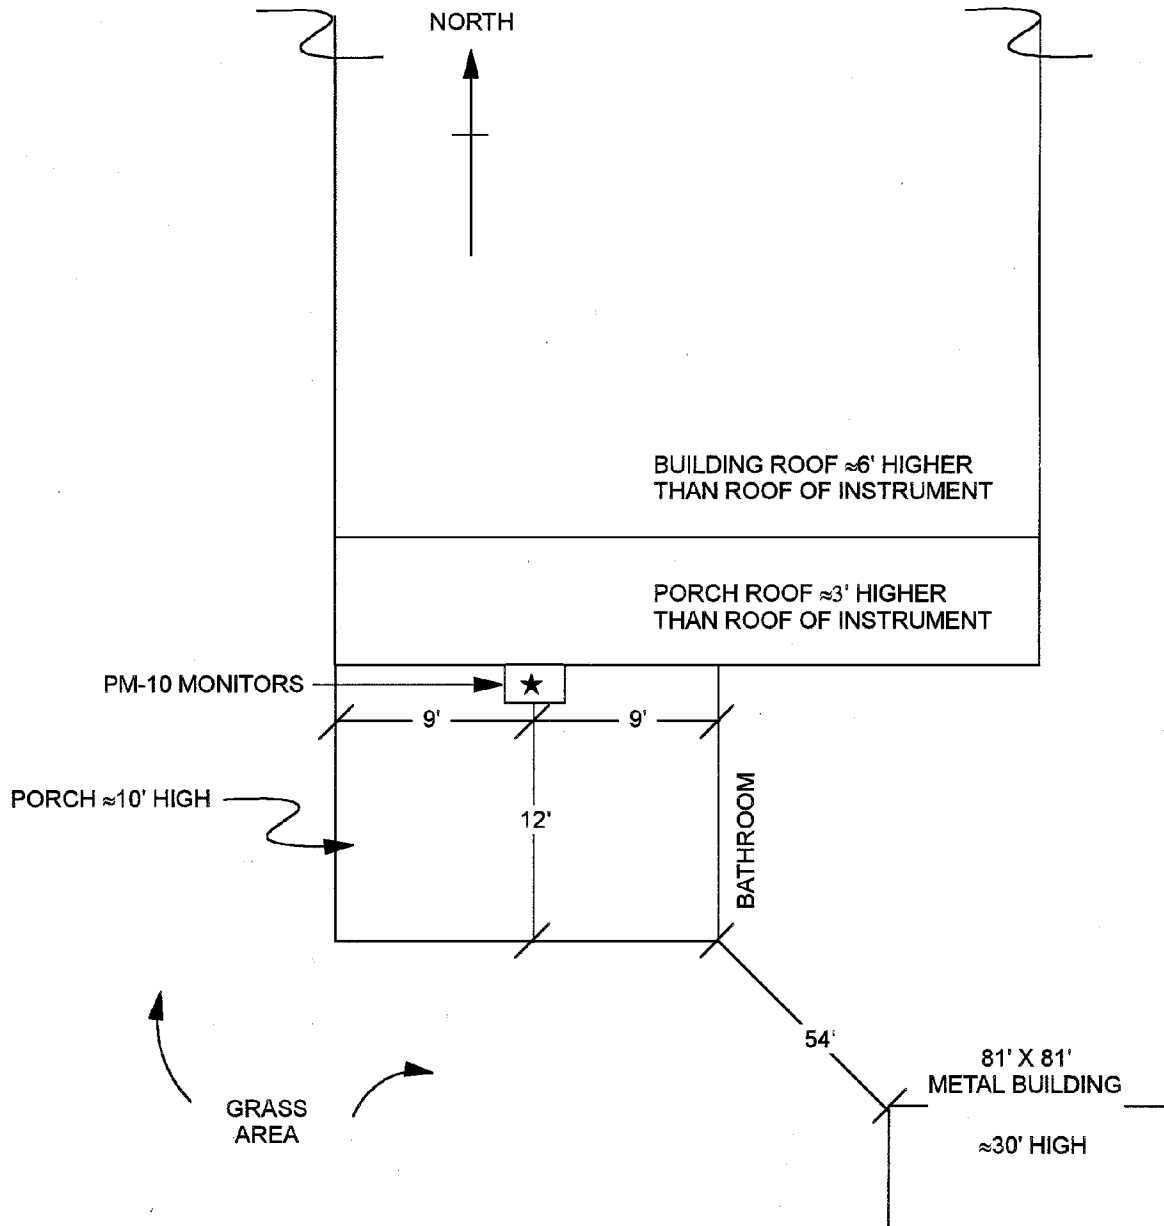 NORTH
BUILDING ROOF ≈6' HIGHER
THAN ROOF OF INSTRUMENT
PORCH ROOF ≈3' HIGHER
THAN ROOF OF INSTRUMENT
PM-10 MONITORS
9'
9'
PORCH ≈10' HIGH
12'
BATHROOM
54'
81' X 81'
METAL BUILDING
≈30' HIGH
GRASS
AREA